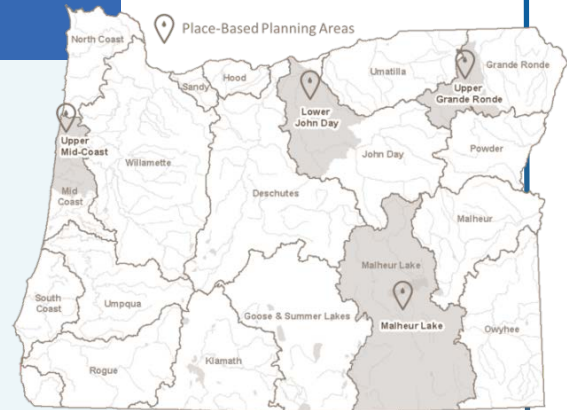 Place-Based Planning Areas
North Coast
Sandy
Hood
Umatilla
Grande Ronde
Upper
Grande Ronde
Lower
John Day
Upper
Mid-Coast
Willamette
John Day
Powder
Mid
Coast
Deschutes
Malheur
Malheur Lake
South
Coast
Umpqua
Goose & Summer Lakes
Malheur Lake
Owyhee
Rogue
Klamath